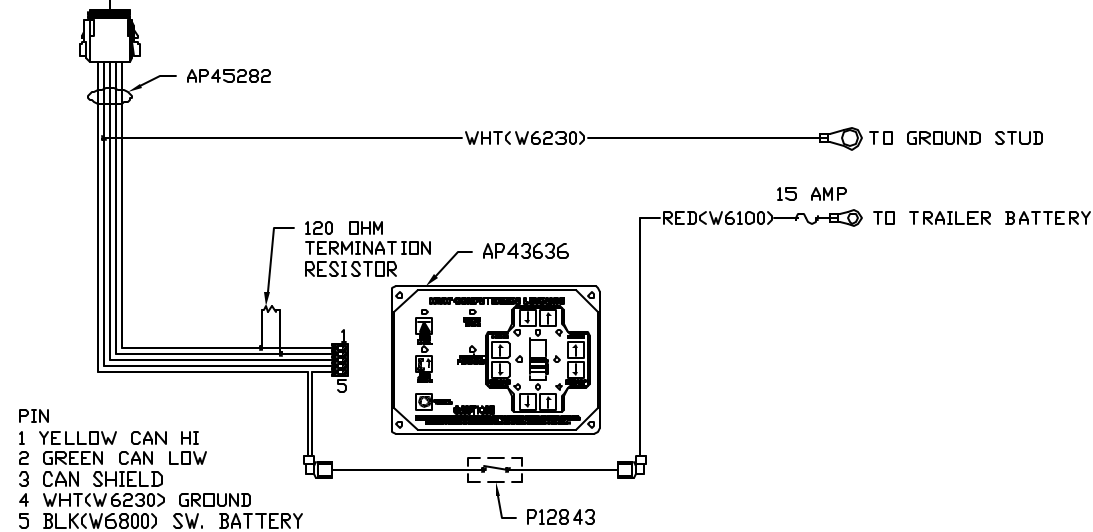 AP45282
WHT(W6230)
TO GROUND STUD
15 AMP
RED(W6100)
TO TRAILER BATTERY
120 OHM
TERMINATION
RESISTOR
AP43636
1
5
PIN
1 YELLOW CAN HI
2 GREEN CAN LOW
3 CAN SHIELD
4 WHT(W6230) GROUND
5 BLK(W6800) SW. BATTERY
P12843